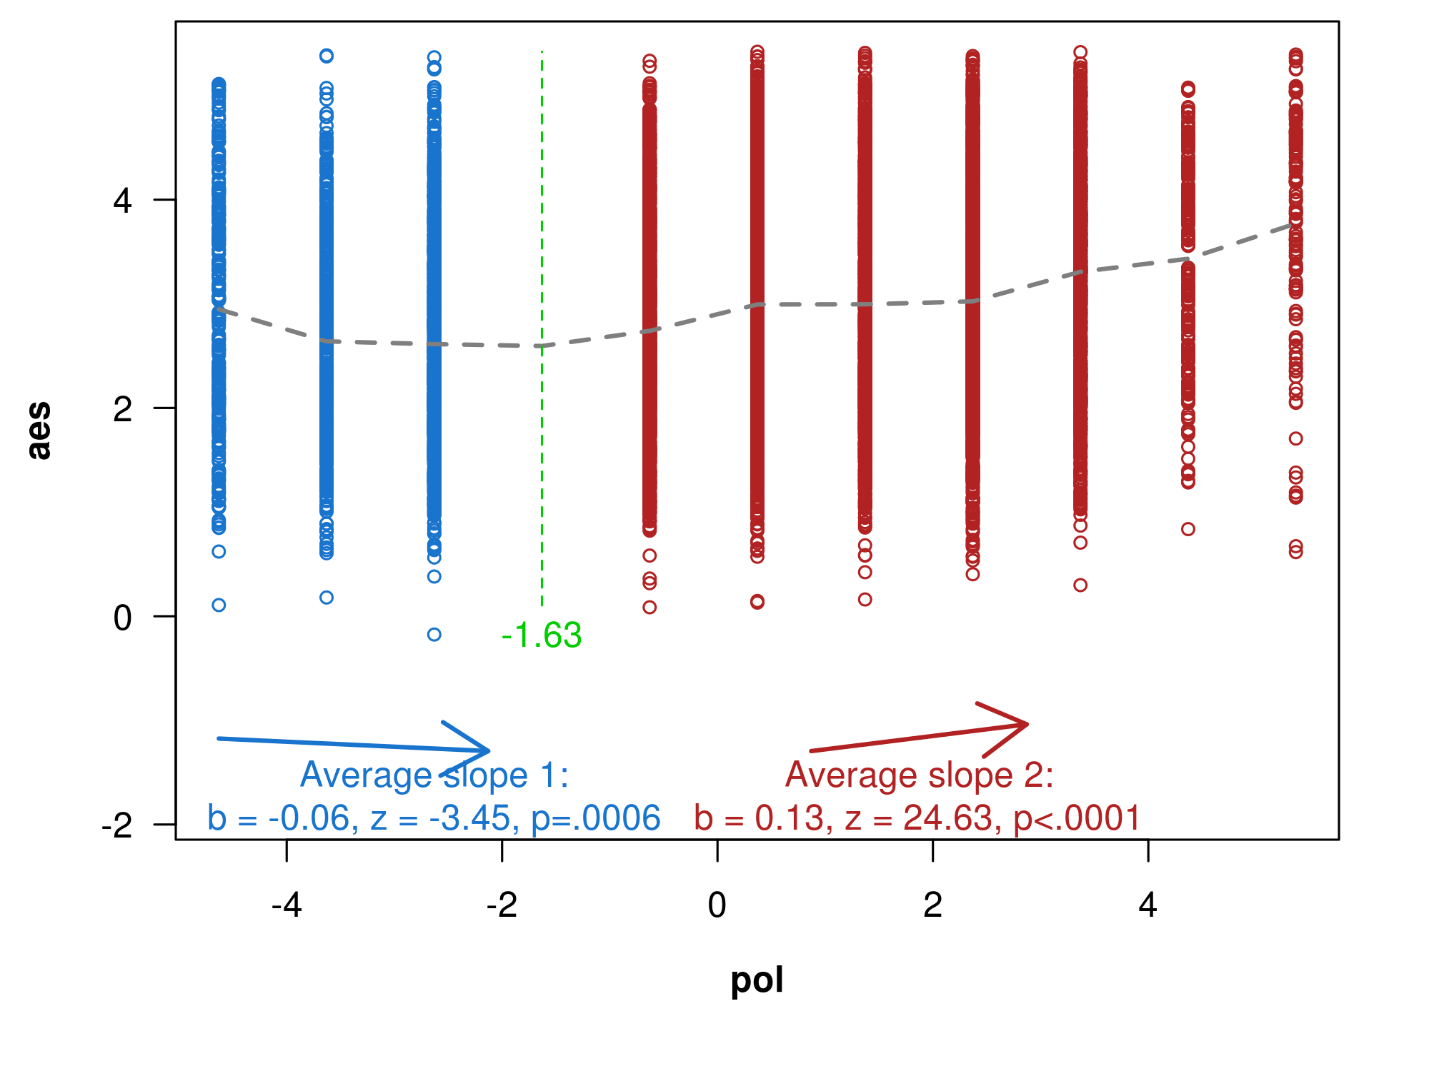 aes
4
2
0
-2
-1.63
Average slope 1:
b = -0.06, z = -3.45, p=.0006
Average slope 2:
b = 0.13, z = 24.63, p<.0001
-4 -2 0 2 4
pol